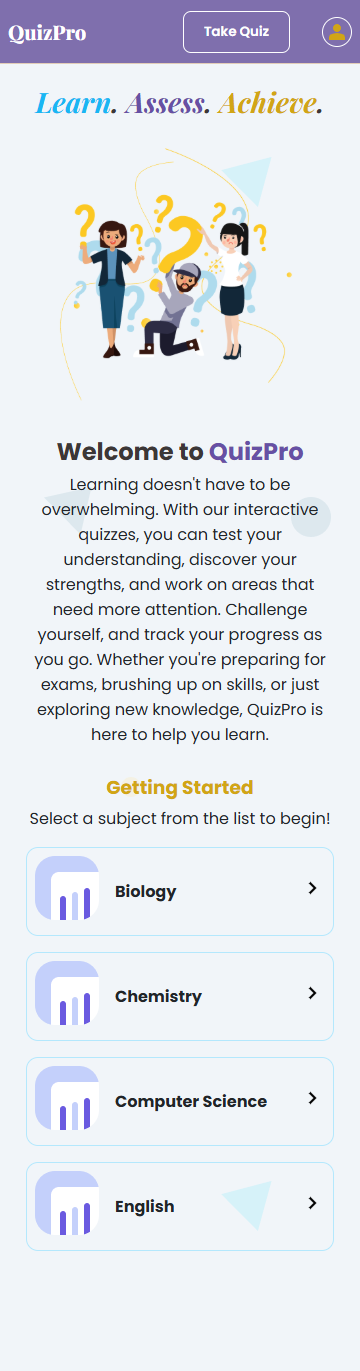 QuizPro
Take Quiz
Learn. Assess. Achieve.
Welcome to QuizPro
Learning doesn't have to be
overwhelming. With our interactive
quizzes, you can test your
understanding, discover your
strengths, and work on areas that
need more attention. Challenge
yourself, and track your progress as
you go. Whether you're preparing for
exams, brushing up on skills, or just
exploring new knowledge, QuizPro is
here to help you learn.
Getting Started
Select a subject from the list to begin!
Biology
Chemistry
Computer Science
English